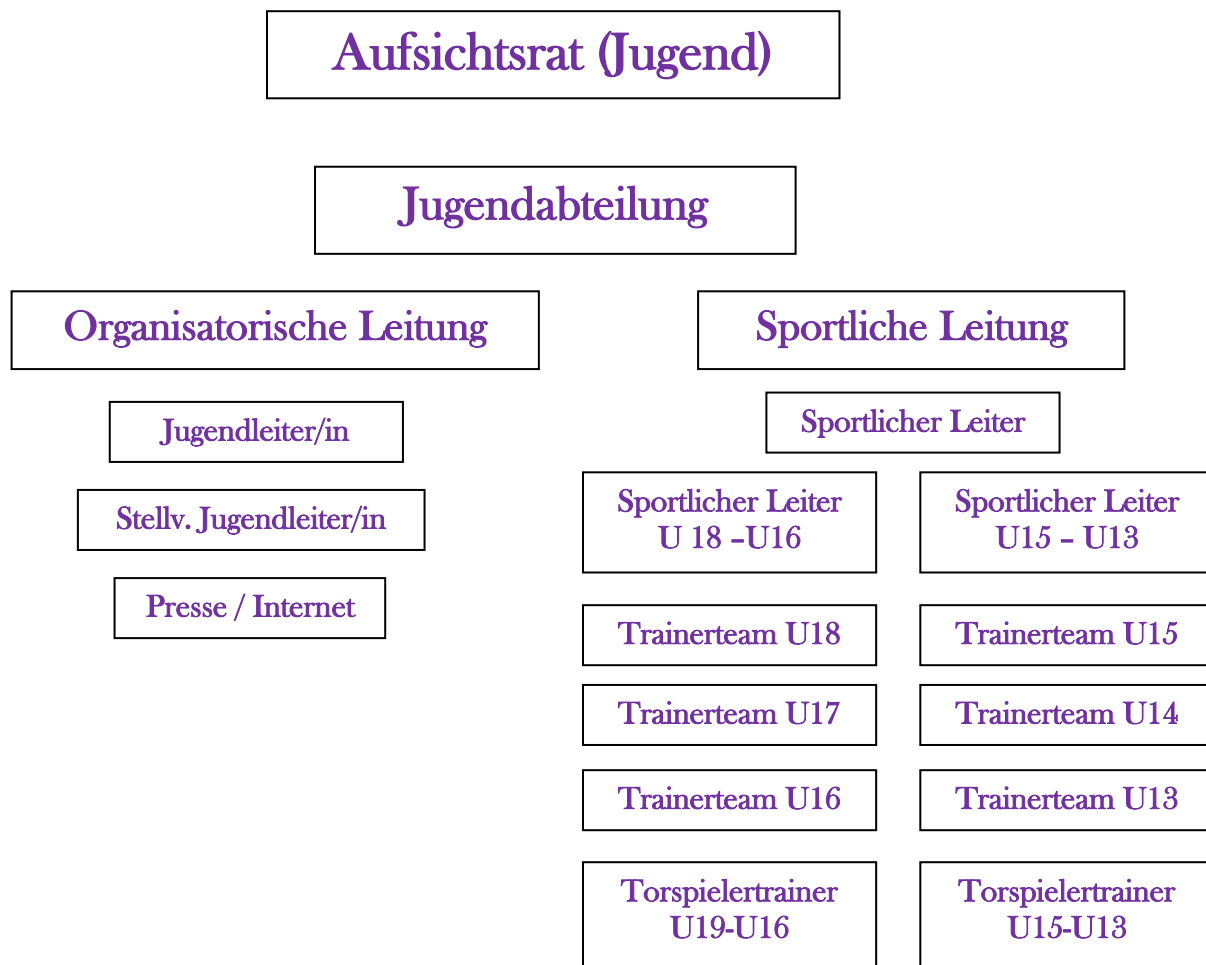 Aufsichtsrat (Jugend)
Jugendabteilung
Organisatorische Leitung
Sportliche Leitung
Jugendleiter/in
Stellv. Jugendleiter/in
Presse / Internet
Sportlicher Leiter
Sportlicher Leiter
U 18 –U16
Trainerteam U18
Trainerteam U17
Trainerteam U16
Torspielertrainer
U19-U16
Sportlicher Leiter
U15 – U13
Trainerteam U15
Trainerteam U14
Trainerteam U13
Torspielertrainer
U15-U13